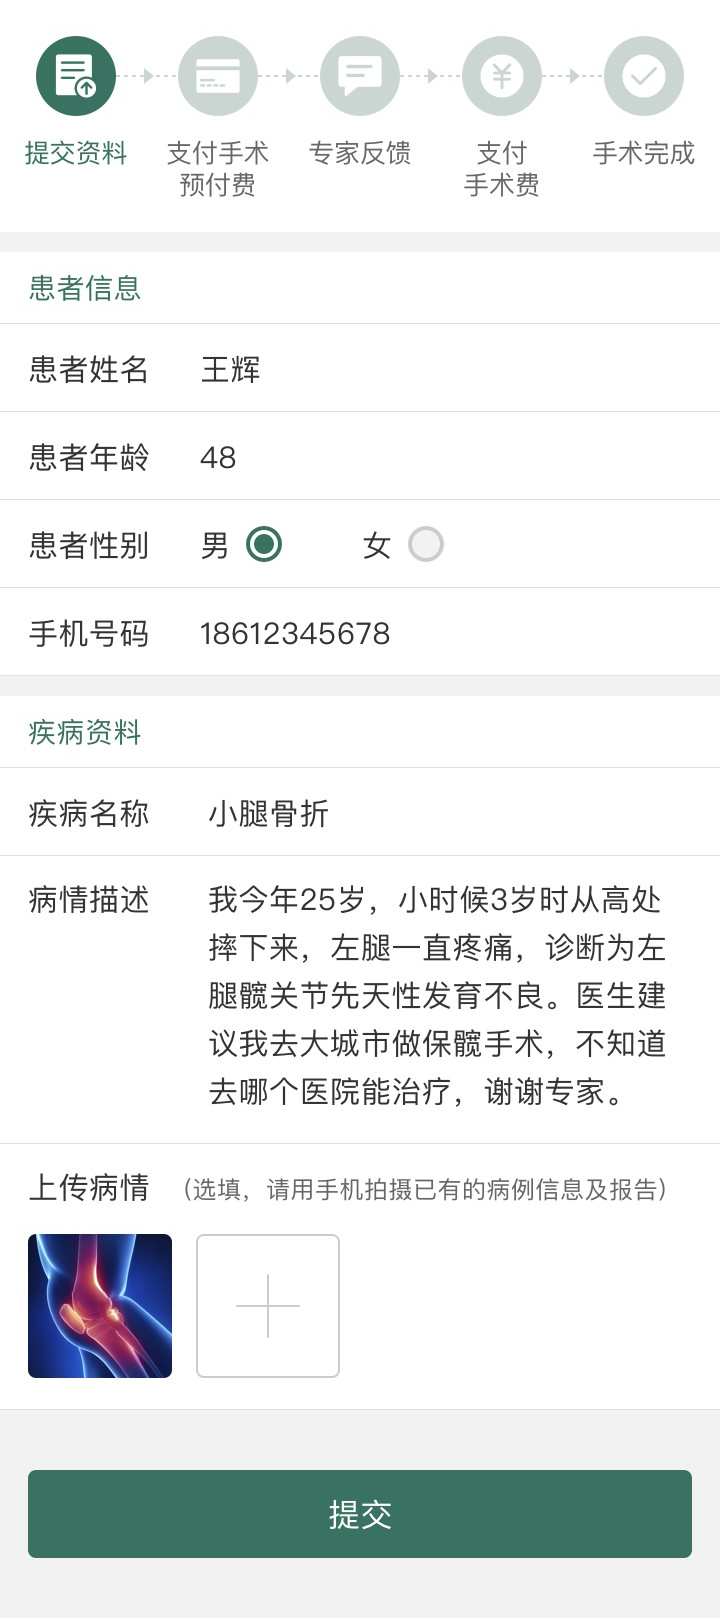 提交资料
支付手术
预付费
专家反馈
支付
手术费
手术完成
患者信息
患者姓名 王辉
患者年龄 48
患者性别 男 女
手机号码 18612345678
疾病资料
疾病名称 小腿骨折
病情描述 我今年25岁，小时候3岁时从高处
摔下来，左腿一直疼痛，诊断为左
腿髋关节先天性发育不良。医生建
议我去大城市做保髋手术，不知道
去哪个医院能治疗，谢谢专家。
上传病情 （选填，请用手机拍摄已有的病例信息及报告）
提交